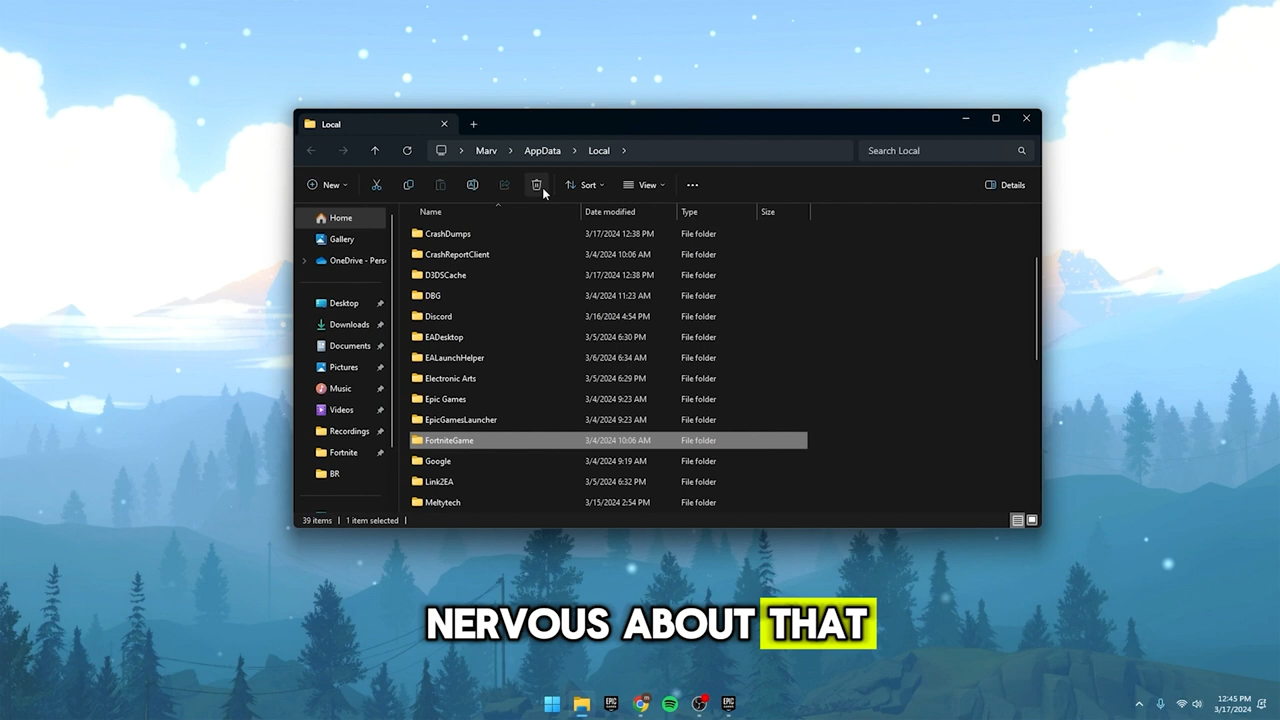 Local
Marv > AppData > Local >
Search Local
New
Sort
View
Details
Name
Date modified
Type
Size
Home
Gallery
OneDrive - Pers
Desktop
Downloads
Documents
Pictures
Music
Videos
Recordings
Fortnite
BR
CrashDumps 3/17/2024 12:38 PM File folder
CrashReportClient 3/4/2024 10:06 AM File folder
D3DSCache 3/17/2024 12:38 PM File folder
DBG 3/4/2024 11:23 AM File folder
Discord 3/16/2024 4:54 PM File folder
EADesktop 3/5/2024 6:30 PM File folder
EALaunchHelper 3/6/2024 6:34 AM File folder
Electronic Arts 3/5/2024 6:29 PM File folder
Epic Games 3/4/2024 9:23 AM File folder
EpicGamesLauncher 3/4/2024 9:23 AM File folder
FortniteGame 3/4/2024 10:06 AM File folder
Google 3/4/2024 9:19 AM File folder
Link2EA 3/5/2024 6:32 PM File folder
Meltytech 3/15/2024 2:54 PM File folder
39 items | 1 item selected |
NERVOUS ABOUT THAT
EPIC
EPIC
12:45 PM
3/17/2024